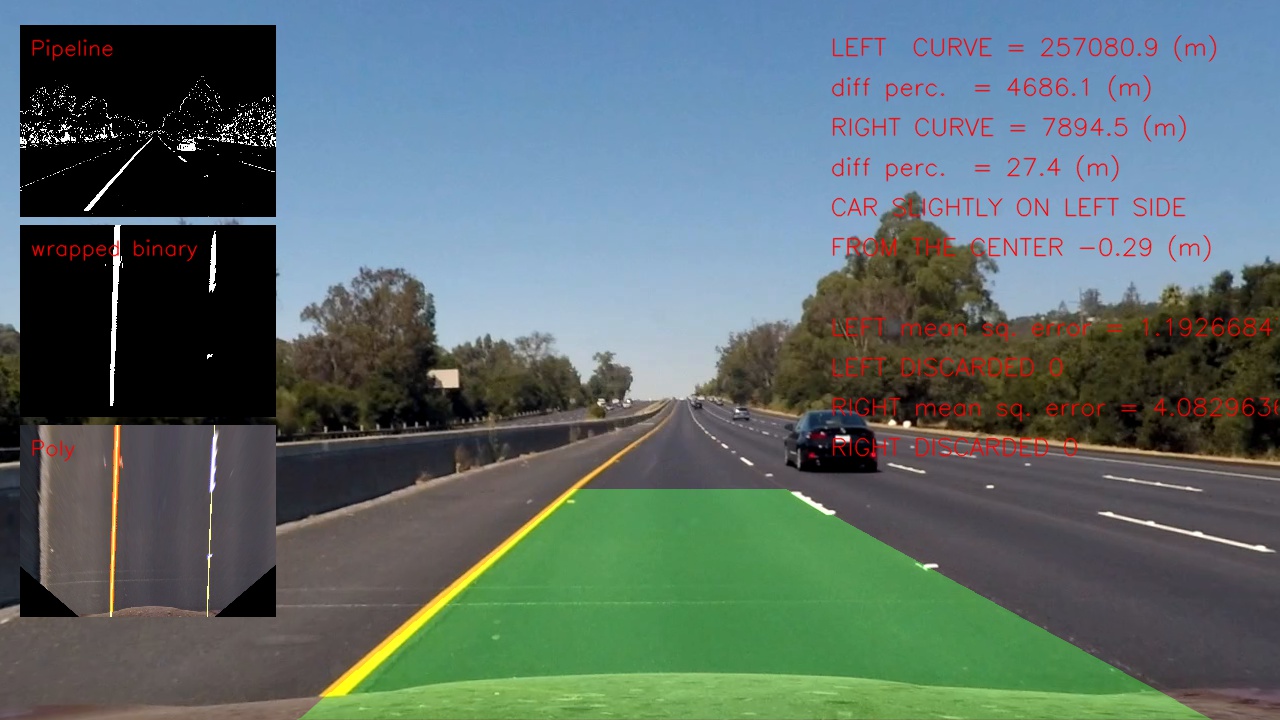 Pipeline
wrapped binary
Poly
LEFT CURVE = 257080.9 (m)
diff perc. = 4686.1 (m)
RIGHT CURVE = 7894.5 (m)
diff perc. = 27.4 (m)
CAR SLIGHTLY ON LEFT SIDE
FROM THE CENTER -0.29 (m)
LEFT mean sq. error = 1.1926684
LEFT DISCARDED 0
RIGHT mean sq. error = 4.082963
RIGHT DISCARDED 0